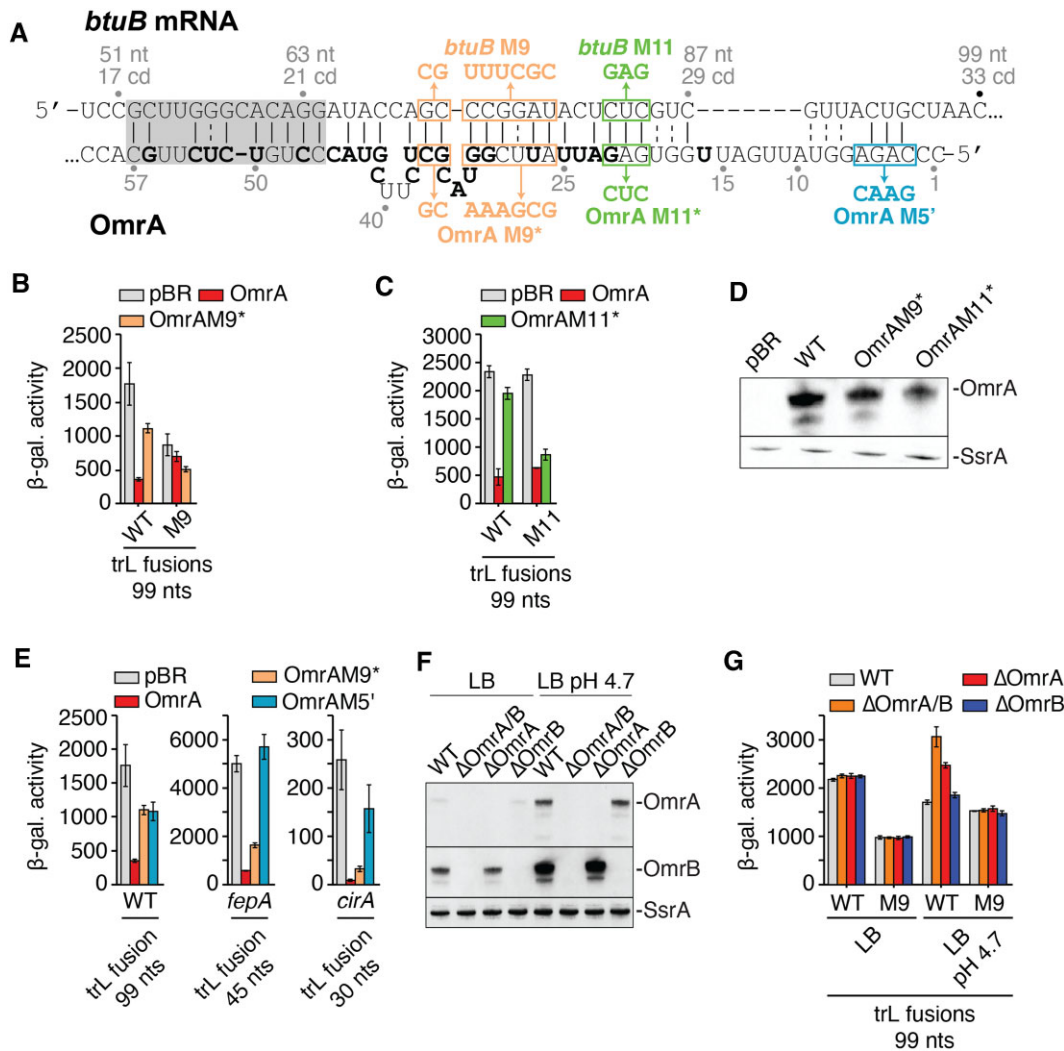 A
btuB mRNA
51 nt 63 nt btuB M9 btuB M11 87 nt 99 nt
17 cd 21 cd CG UUUCGC GAG 29 cd 33 cd
5’ -UCCGCUUGGGCACAGGAUACCAGC-CCGGAUACUCUCGUC-------GUUACUGCUAAC...
...CCACGUUCUC-UGUCCCAUG UCG GGCUUAUUAGAGUGGUUAGUUAUGGAGACCC-5’
C C C U
UU A
57 50 40 25 15 10 1
GC AAAGCG CUC CAAG
OmrA OmrA M9* OmrA M11* OmrA M5’
B
pBR OmrA
OmrAM9*
β-gal. activity
2500
2000
1500
1000
500
0
WT M9
trL fusions
99 nts
C
pBR OmrA
OmrAM11*
β-gal. activity
3000
2500
2000
1500
1000
500
0
WT M11
trL fusions
99 nts
D
pBR WT OmrAM9* OmrAM11*
-OmrA
-SsrA
E
pBR OmrAM9*
OmrA OmrAM5’
β-gal. activity
2500
2000
1500
1000
500
0
WT
trL fusion
99 nts
6000
4000
2000
0
fepA
trL fusion
45 nts
300
200
100
0
cirA
trL fusion
30 nts
F
LB LB pH 4.7
WT ΔOmrA/B ΔOmrA ΔOmrB WT ΔOmrA/B ΔOmrA ΔOmrB
-OmrA
-OmrB
-SsrA
G
WT ΔOmrA
ΔOmrA/B ΔOmrB
β-gal. activity
3000
2000
1000
0
WT M9 WT M9
LB LB pH 4.7
trL fusions
99 nts